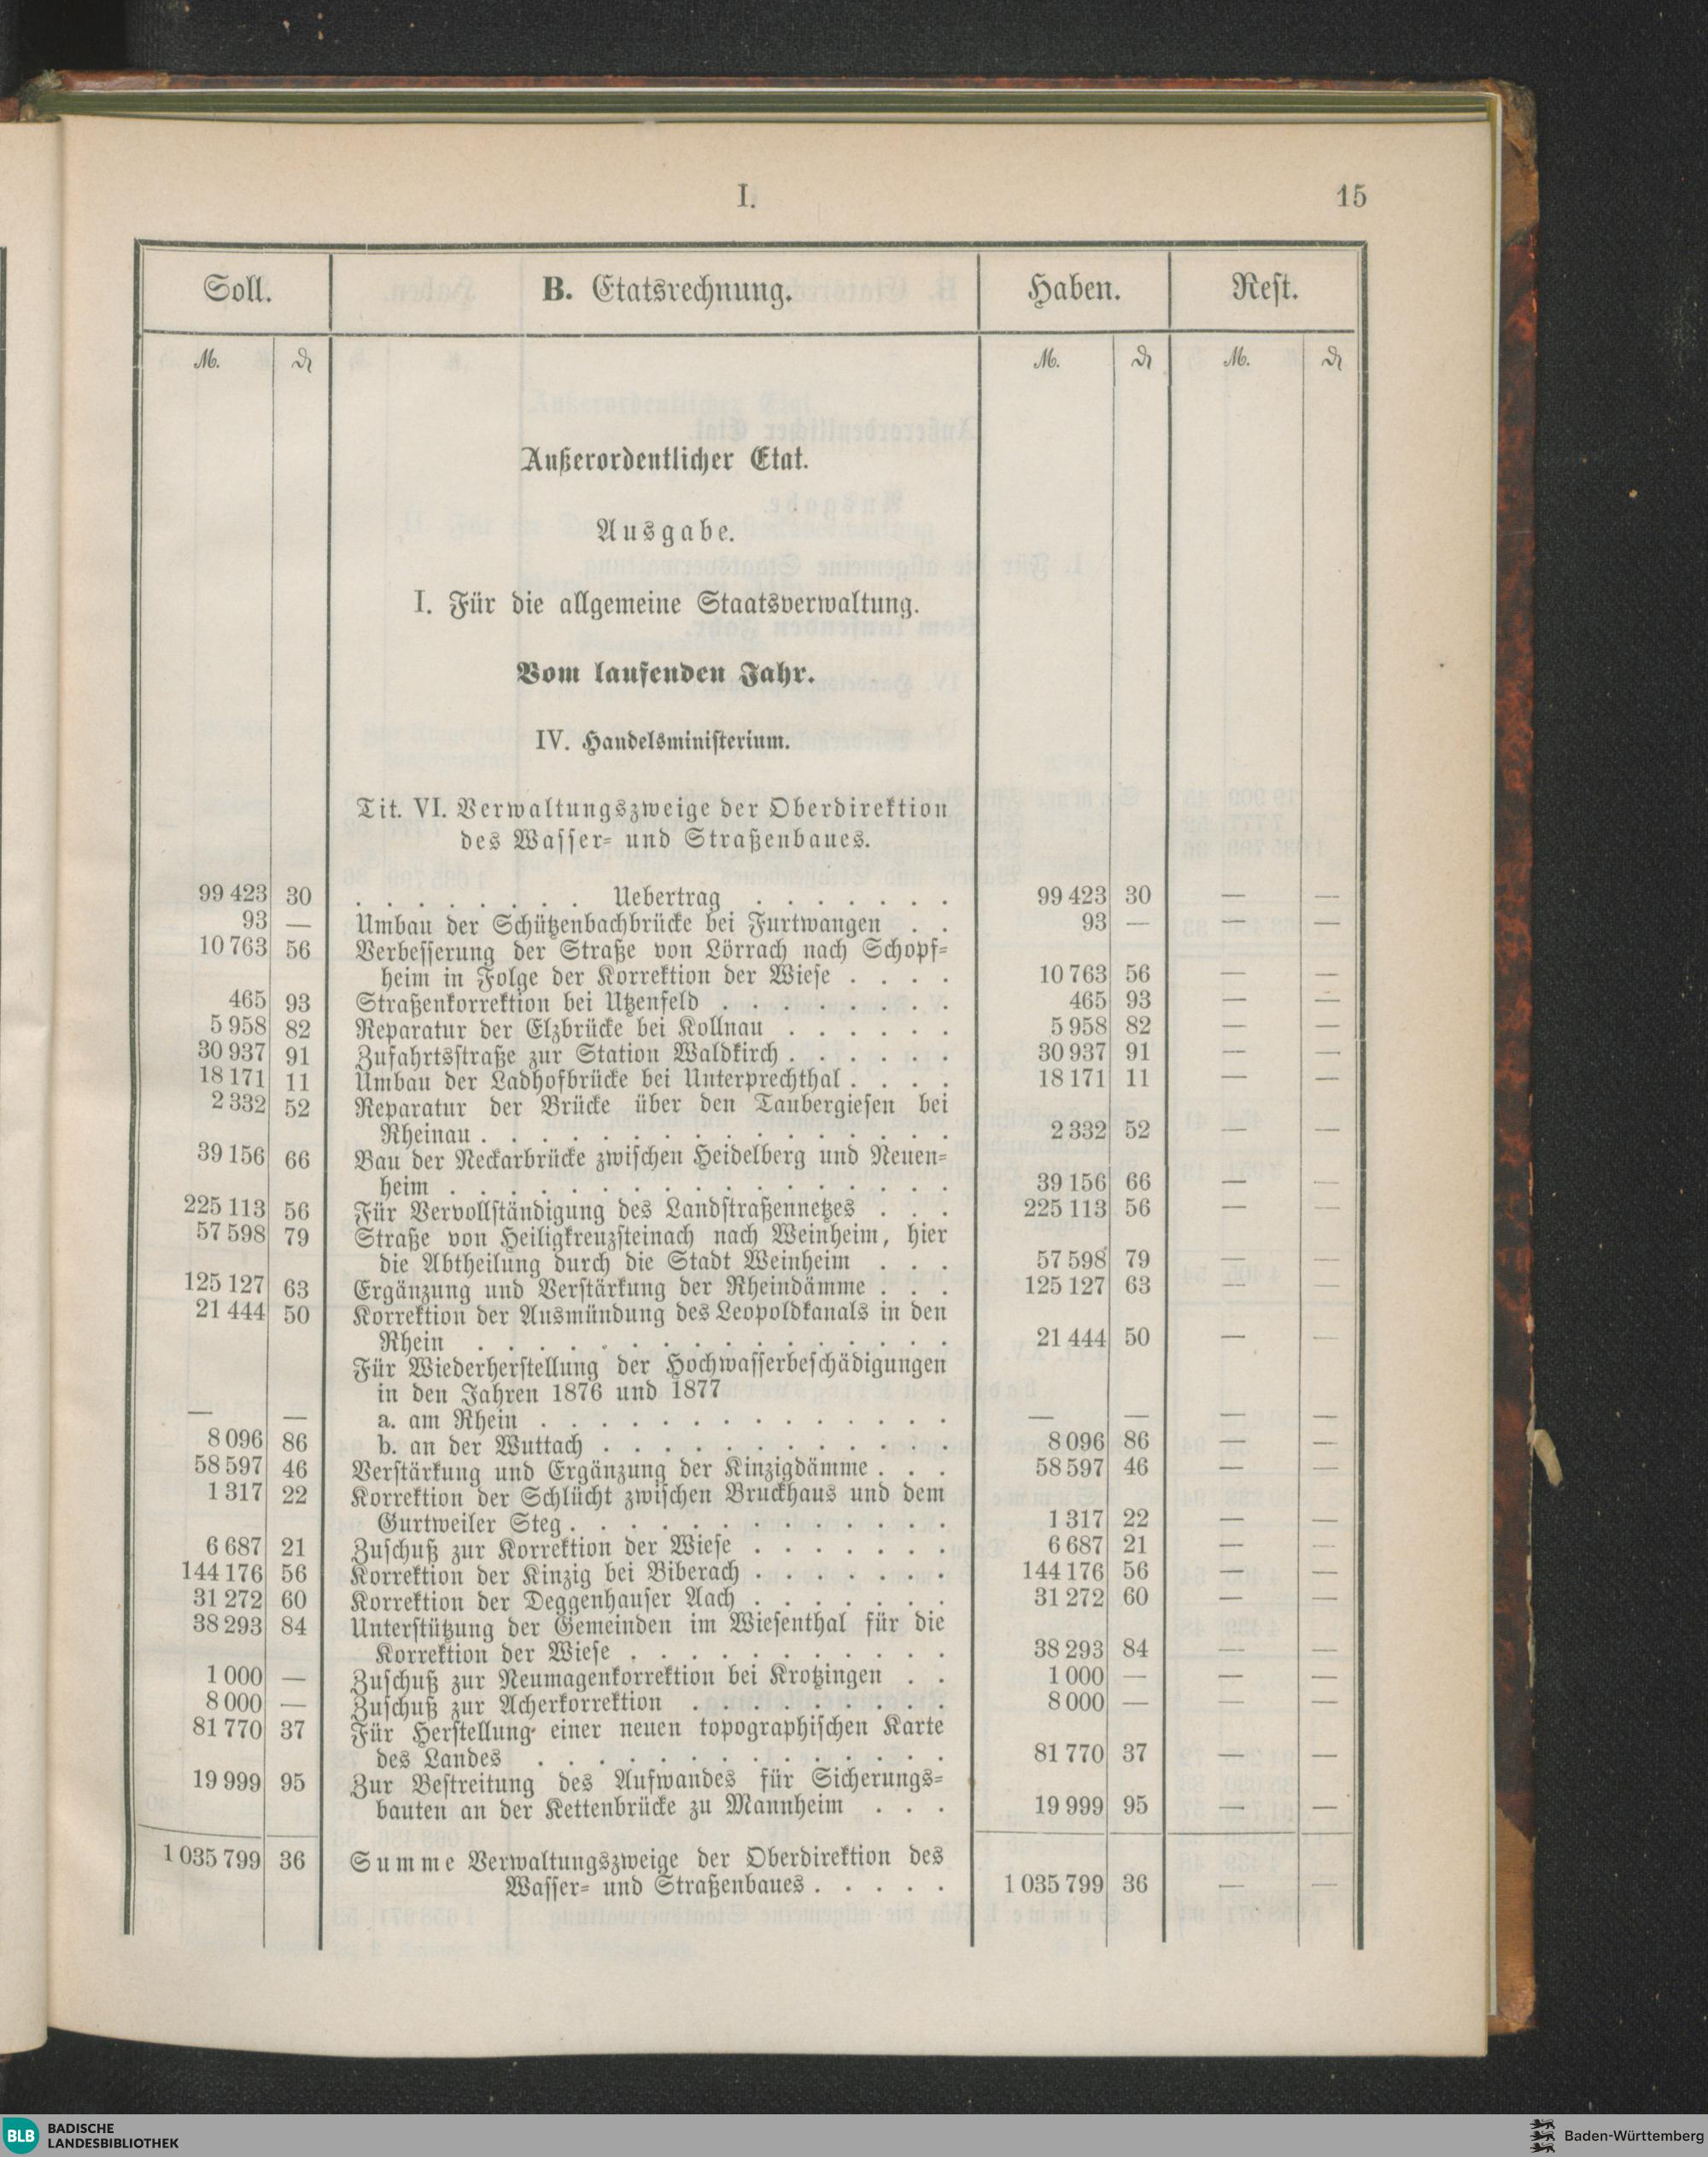 I. 15
Soll. B. Etatsrechnung. Haben. Rest.
M. ₰ M. ₰ M. ₰
Außerordentlicher Etat.
Ausgabe.
I. Für die allgemeine Staatsverwaltung.
Vom laufenden Jahr.
IV. Handelsministerium.
Tit. VI. Verwaltungszweige der Oberdirektion
des Wasser- und Straßenbaues.
99 423 30 . . . . . . . . Uebertrag . . . . . . . 99 423 30 — —
93 — Umbau der Schützenbachbrücke bei Furtwangen . . 93 — — —
10 763 56 Verbesserung der Straße von Lörrach nach Schopf-
heim in Folge der Korrektion der Wiese . . . . 10 763 56 — —
465 93 Straßenkorrektion bei Utzenfeld . . . . . . . . 465 93 — —
5 958 82 Reparatur der Elzbrücke bei Kollnau . . . . . . 5 958 82 — —
30 937 91 Zufahrtsstraße zur Station Waldkirch . . . . . . 30 937 91 — —
18 171 11 Umbau der Ladhofbrücke bei Unterprechthal . . . . 18 171 11 — —
2 332 52 Reparatur der Brücke über den Taubergiesen bei
Rheinau . . . . . . . . . . . . . . . . 2 332 52 — —
39 156 66 Bau der Neckarbrücke zwischen Heidelberg und Neuen-
heim . . . . . . . . . . . . . . . . . 39 156 66 — —
225 113 56 Für Vervollständigung des Landstraßennetzes . . . 225 113 56 — —
57 598 79 Straße von Heiligkreuzsteinach nach Weinheim, hier
die Abtheilung durch die Stadt Weinheim . . . 57 598 79 — —
125 127 63 Ergänzung und Verstärkung der Rheindämme . . . 125 127 63 — —
21 444 50 Korrektion der Ausmündung des Leopoldkanals in den
Rhein . . . . . . . . . . . . . . . . 21 444 50 — —
Für Wiederherstellung der Hochwasserbeschädigungen
in den Jahren 1876 und 1877
— — a. am Rhein . . . . . . . . . . . . . . — — — —
8 096 86 b. an der Wuttach . . . . . . . . . . . . 8 096 86 — —
58 597 46 Verstärkung und Ergänzung der Kinzigdämme . . . 58 597 46 — —
1 317 22 Korrektion der Schlücht zwischen Bruckhaus und dem
Gurtweiler Steg . . . . . . . . . . . . . 1 317 22 — —
6 687 21 Zuschuß zur Korrektion der Wiese . . . . . . . 6 687 21 — —
144 176 56 Korrektion der Kinzig bei Biberach . . . . . . . 144 176 56 — —
31 272 60 Korrektion der Deggenhauser Aach . . . . . . . 31 272 60 — —
38 293 84 Unterstützung der Gemeinden im Wiesenthal für die
Korrektion der Wiese . . . . . . . . . . . 38 293 84 — —
1 000 — Zuschuß zur Neumagenkorrektion bei Krotzingen . . 1 000 — — —
8 000 — Zuschuß zur Acherkorrektion . . . . . . . . . 8 000 — — —
81 770 37 Für Herstellung einer neuen topographischen Karte
des Landes . . . . . . . . . . . . . . 81 770 37 — —
19 999 95 Zur Bestreitung des Aufwandes für Sicherungs-
bauten an der Kettenbrücke zu Mannheim . . . 19 999 95 — —
1 035 799 36 Summe Verwaltungszweige der Oberdirektion des
Wasser- und Straßenbaues . . . . . 1 035 799 36 — —
BLB BADISCHE
LANDESBIBLIOTHEK
Baden-Württemberg